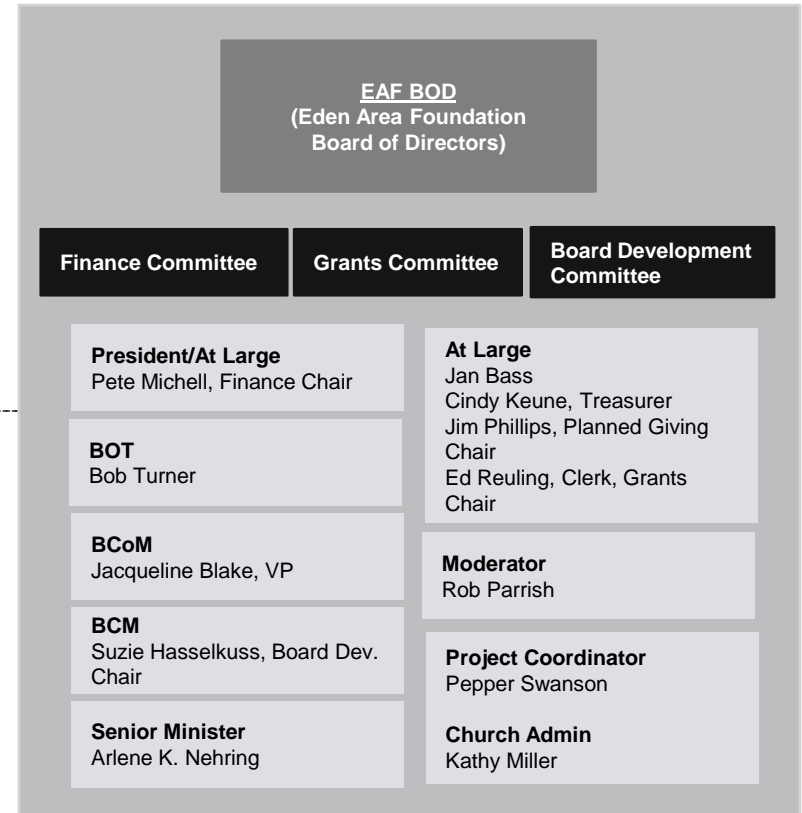 EAF BOD
(Eden Area Foundation
Board of Directors)
Finance Committee
Grants Committee
Board Development
Committee
President/At Large
Pete Michell, Finance Chair
BOT
Bob Turner
BCoM
Jacqueline Blake, VP
BCM
Suzie Hasselkuss, Board Dev.
Chair
Senior Minister
Arlene K. Nehring
At Large
Jan Bass
Cindy Keune, Treasurer
Jim Phillips, Planned Giving
Chair
Ed Reuling, Clerk, Grants
Chair
Moderator
Rob Parrish
Project Coordinator
Pepper Swanson
Church Admin
Kathy Miller